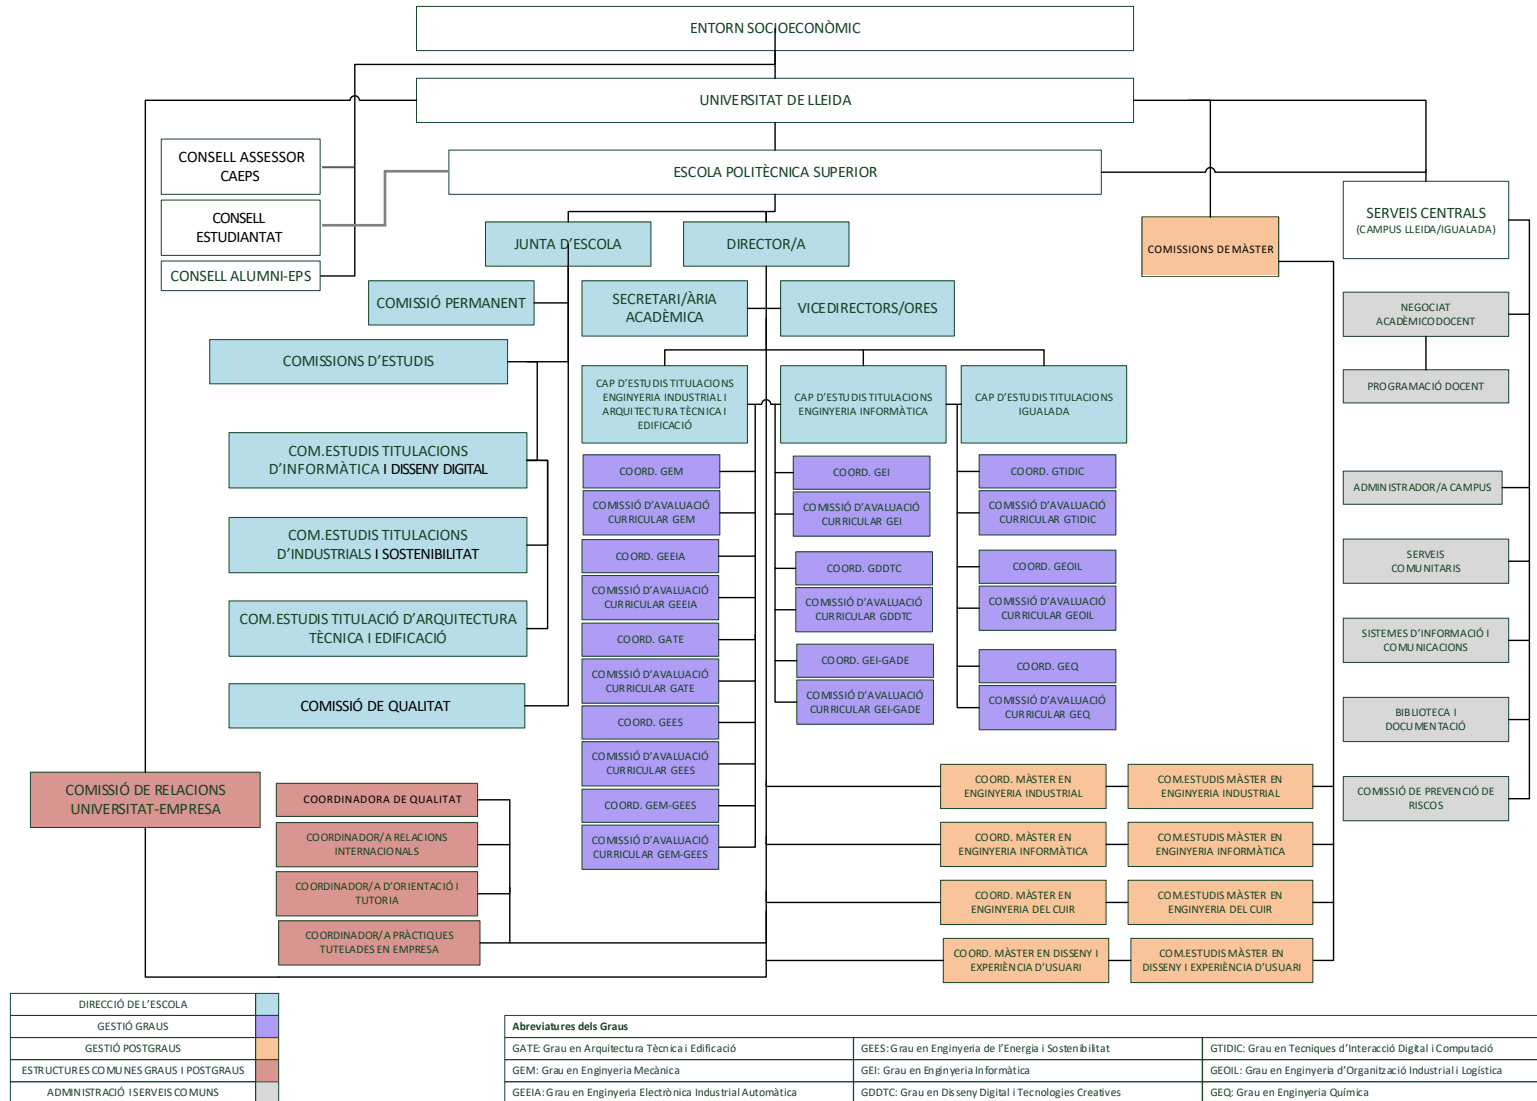 ENTORN SOCIOECONÒMIC
UNIVERSITAT DE LLEIDA
CONSELL ASSESSOR
CAEPS
ESCOLA POLITÈCNICA SUPERIOR
CONSELL
ESTUDIANTAT
CONSELL ALUMNI-EPS
JUNTA D'ESCOLA
DIRECTOR/A
COMISSIONS DE MÀSTER
SERVEIS CENTRALS
(CAMPUS LLEIDA/IGUALADA)
COMISSIÓ PERMANENT
SECRETARI/ÀRIA
ACADÈMICA
VICEDIRECTORS/ORES
NEGOCIAT
ACADÈMICO DOCENT
COMISSIONS D'ESTUDIS
PROGRAMACIÓ DOCENT
CAP D'ESTUDIS TITULACIONS
ENGINYERIA INDUSTRIAL I
ARQUITECTURA TÈCNICA I
EDIFICACIÓ
CAP D'ESTUDIS TITULACIONS
ENGINYERIA INFORMÀTICA
CAP D'ESTUDIS TITULACIONS
IGUALADA
COM.ESTUDIS TITULACIONS
D'INFORMÀTICA I DISSENY DIGITAL
COM.ESTUDIS TITULACIONS
D'INDUSTRIALS I SOSTENIBILITAT
COM.ESTUDIS TITULACIÓ D'ARQUITECTURA
TÈCNICA I EDIFICACIÓ
COMISSIÓ DE QUALITAT
COORD. GEM
COMISSIÓ D'AVALUACIÓ
CURRICULAR GEM
COORD. GEEIA
COMISSIÓ D'AVALUACIÓ
CURRICULAR GEEIA
COORD. GATE
COMISSIÓ D'AVALUACIÓ
CURRICULAR GATE
COORD. GEES
COMISSIÓ D'AVALUACIÓ
CURRICULAR GEES
COORD. GEM-GEES
COMISSIÓ D'AVALUACIÓ
CURRICULAR GEM-GEES
COORD. GEI
COMISSIÓ D'AVALUACIÓ
CURRICULAR GEI
COORD. GDDTC
COMISSIÓ D'AVALUACIÓ
CURRICULAR GDDTC
COORD. GEI-GADE
COMISSIÓ D'AVALUACIÓ
CURRICULAR GEI-GADE
COORD. GTIDIC
COMISSIÓ D'AVALUACIÓ
CURRICULAR GTIDIC
COORD. GEOIL
COMISSIÓ D'AVALUACIÓ
CURRICULAR GEOIL
COORD. GEQ
COMISSIÓ D'AVALUACIÓ
CURRICULAR GEQ
ADMINISTRADOR/A CAMPUS
SERVEIS
COMUNITARIS
SISTEMES D'INFORMACIÓ I
COMUNICACIONS
BIBLIOTECA I
DOCUMENTACIÓ
COMISSIÓ DE PREVENCIÓ DE
RISCOS
COMISSIÓ DE RELACIONS
UNIVERSITAT-EMPRESA
COORDINADORA DE QUALITAT
COORDINADOR/A RELACIONS
INTERNACIONALS
COORDINADOR/A D'ORIENTACIÓ I
TUTORIA
COORDINADOR/A PRÀCTIQUES
TUTELADES EN EMPRESA
COORD. MÀSTER EN
ENGINYERIA INDUSTRIAL
COM.ESTUDIS MÀSTER EN
ENGINYERIA INDUSTRIAL
COORD. MÀSTER EN
ENGINYERIA INFORMÀTICA
COM.ESTUDIS MÀSTER EN
ENGINYERIA INFORMÀTICA
COORD. MÀSTER EN
ENGINYERIA DEL CUIR
COM.ESTUDIS MÀSTER EN
ENGINYERIA DEL CUIR
COORD. MÀSTER EN DISSENY I
EXPERIÈNCIA D'USUARI
COM.ESTUDIS MÀSTER EN
DISSENY I EXPERIÈNCIA D'USUARI
DIRECCIÓ DE L'ESCOLA
GESTIÓ GRAUS
GESTIÓ POSTGRAUS
ESTRUCTURES COMUNES GRAUS I POSTGRAUS
ADMINISTRACIÓ I SERVEIS COMUNS
Abreviatures dels Graus
GATE: Grau en Arquitectura Tècnica i Edificació
GEES: Grau en Enginyeria de l'Energia i Sostenibilitat
GTIDIC: Grau en Tecniques d'Interacció Digital i Computació
GEM: Grau en Enginyeria Mecànica
GEI: Grau en Enginyeria Informàtica
GEOIL: Grau en Enginyeria d'Organització Industrial i Logística
GEEIA: Grau en Enginyeria Electrònica Industrial Automàtica
GDDTC: Grau en Disseny Digital i Tecnologies Creatives
GEQ: Grau en Enginyeria Química